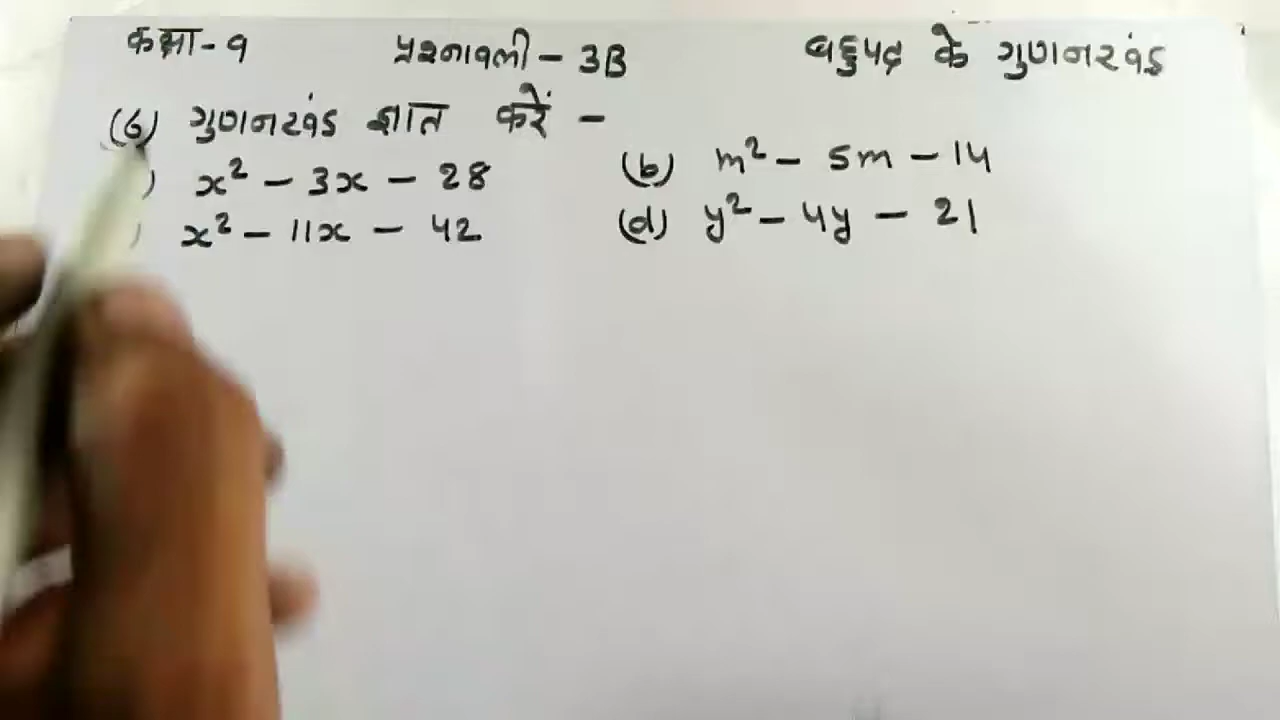 कक्षा - 9 प्रश्नावली - 3B बहुपद के गुणनखंड
(6) गुणनखंड ज्ञात करें -
) x² - 3x - 28 (b) m² - 5m - 14
) x² - 11x - 42 (d) y² - 4y - 21